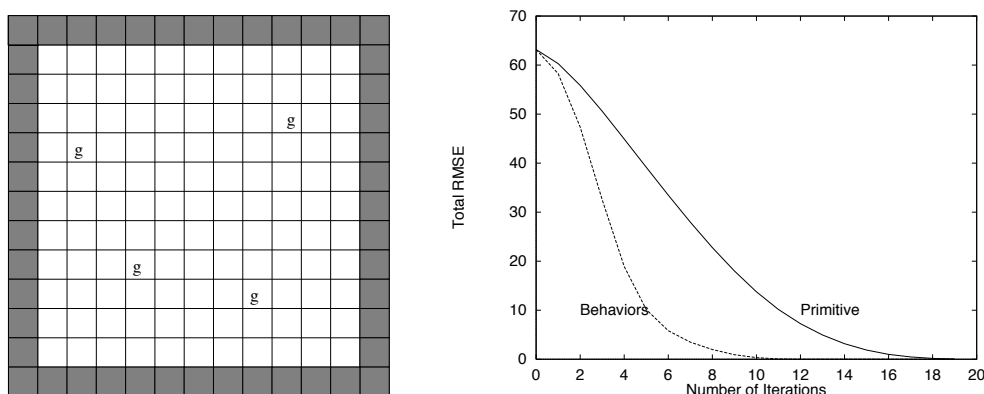 g
g
g
g
70
60
50
40
30
20
10
0
Total RMSE
Behaviors
Primitive
0 2 4 6 8 10 12 14 16 18 20
Number of Iterations